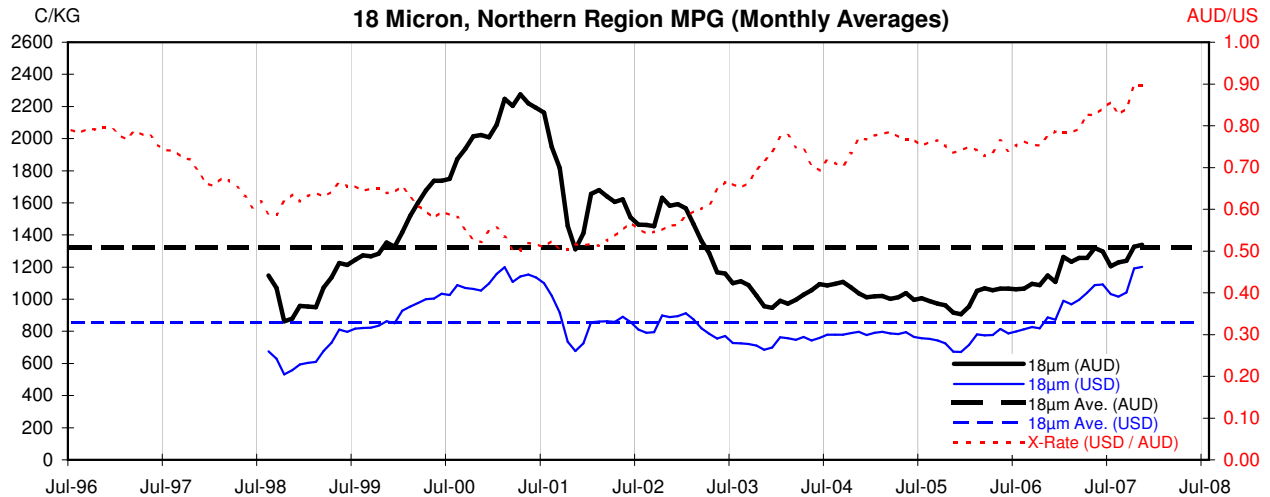 C/KG
18 Micron, Northern Region MPG (Monthly Averages)
AUD/US
2600
2400
2200
2000
1800
1600
1400
1200
1000
800
600
400
200
0
1.00
0.90
0.80
0.70
0.60
0.50
0.40
0.30
0.20
0.10
0.00
18µm (AUD)
18µm (USD)
18µm Ave. (AUD)
18µm Ave. (USD)
X-Rate (USD / AUD)
Jul-96 Jul-97 Jul-98 Jul-99 Jul-00 Jul-01 Jul-02 Jul-03 Jul-04 Jul-05 Jul-06 Jul-07 Jul-08